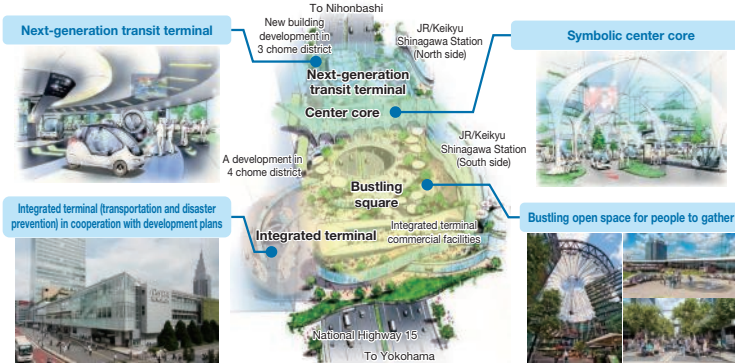 To Nihonbashi
Next-generation transit terminal
New building
development in
3 chome district
JR/Keikyu
Shinagawa Station
(North side)
Symbolic center core
Next-generation
transit terminal
Center core
JR/Keikyu
Shinagawa Station
(South side)
A development in
4 chome district
Bustling
square
Integrated terminal (transportation and disaster
prevention) in cooperation with development plans
Bustling open space for people to gather
Integrated terminal
Integrated terminal
commercial facilities
National Highway 15
To Yokohama